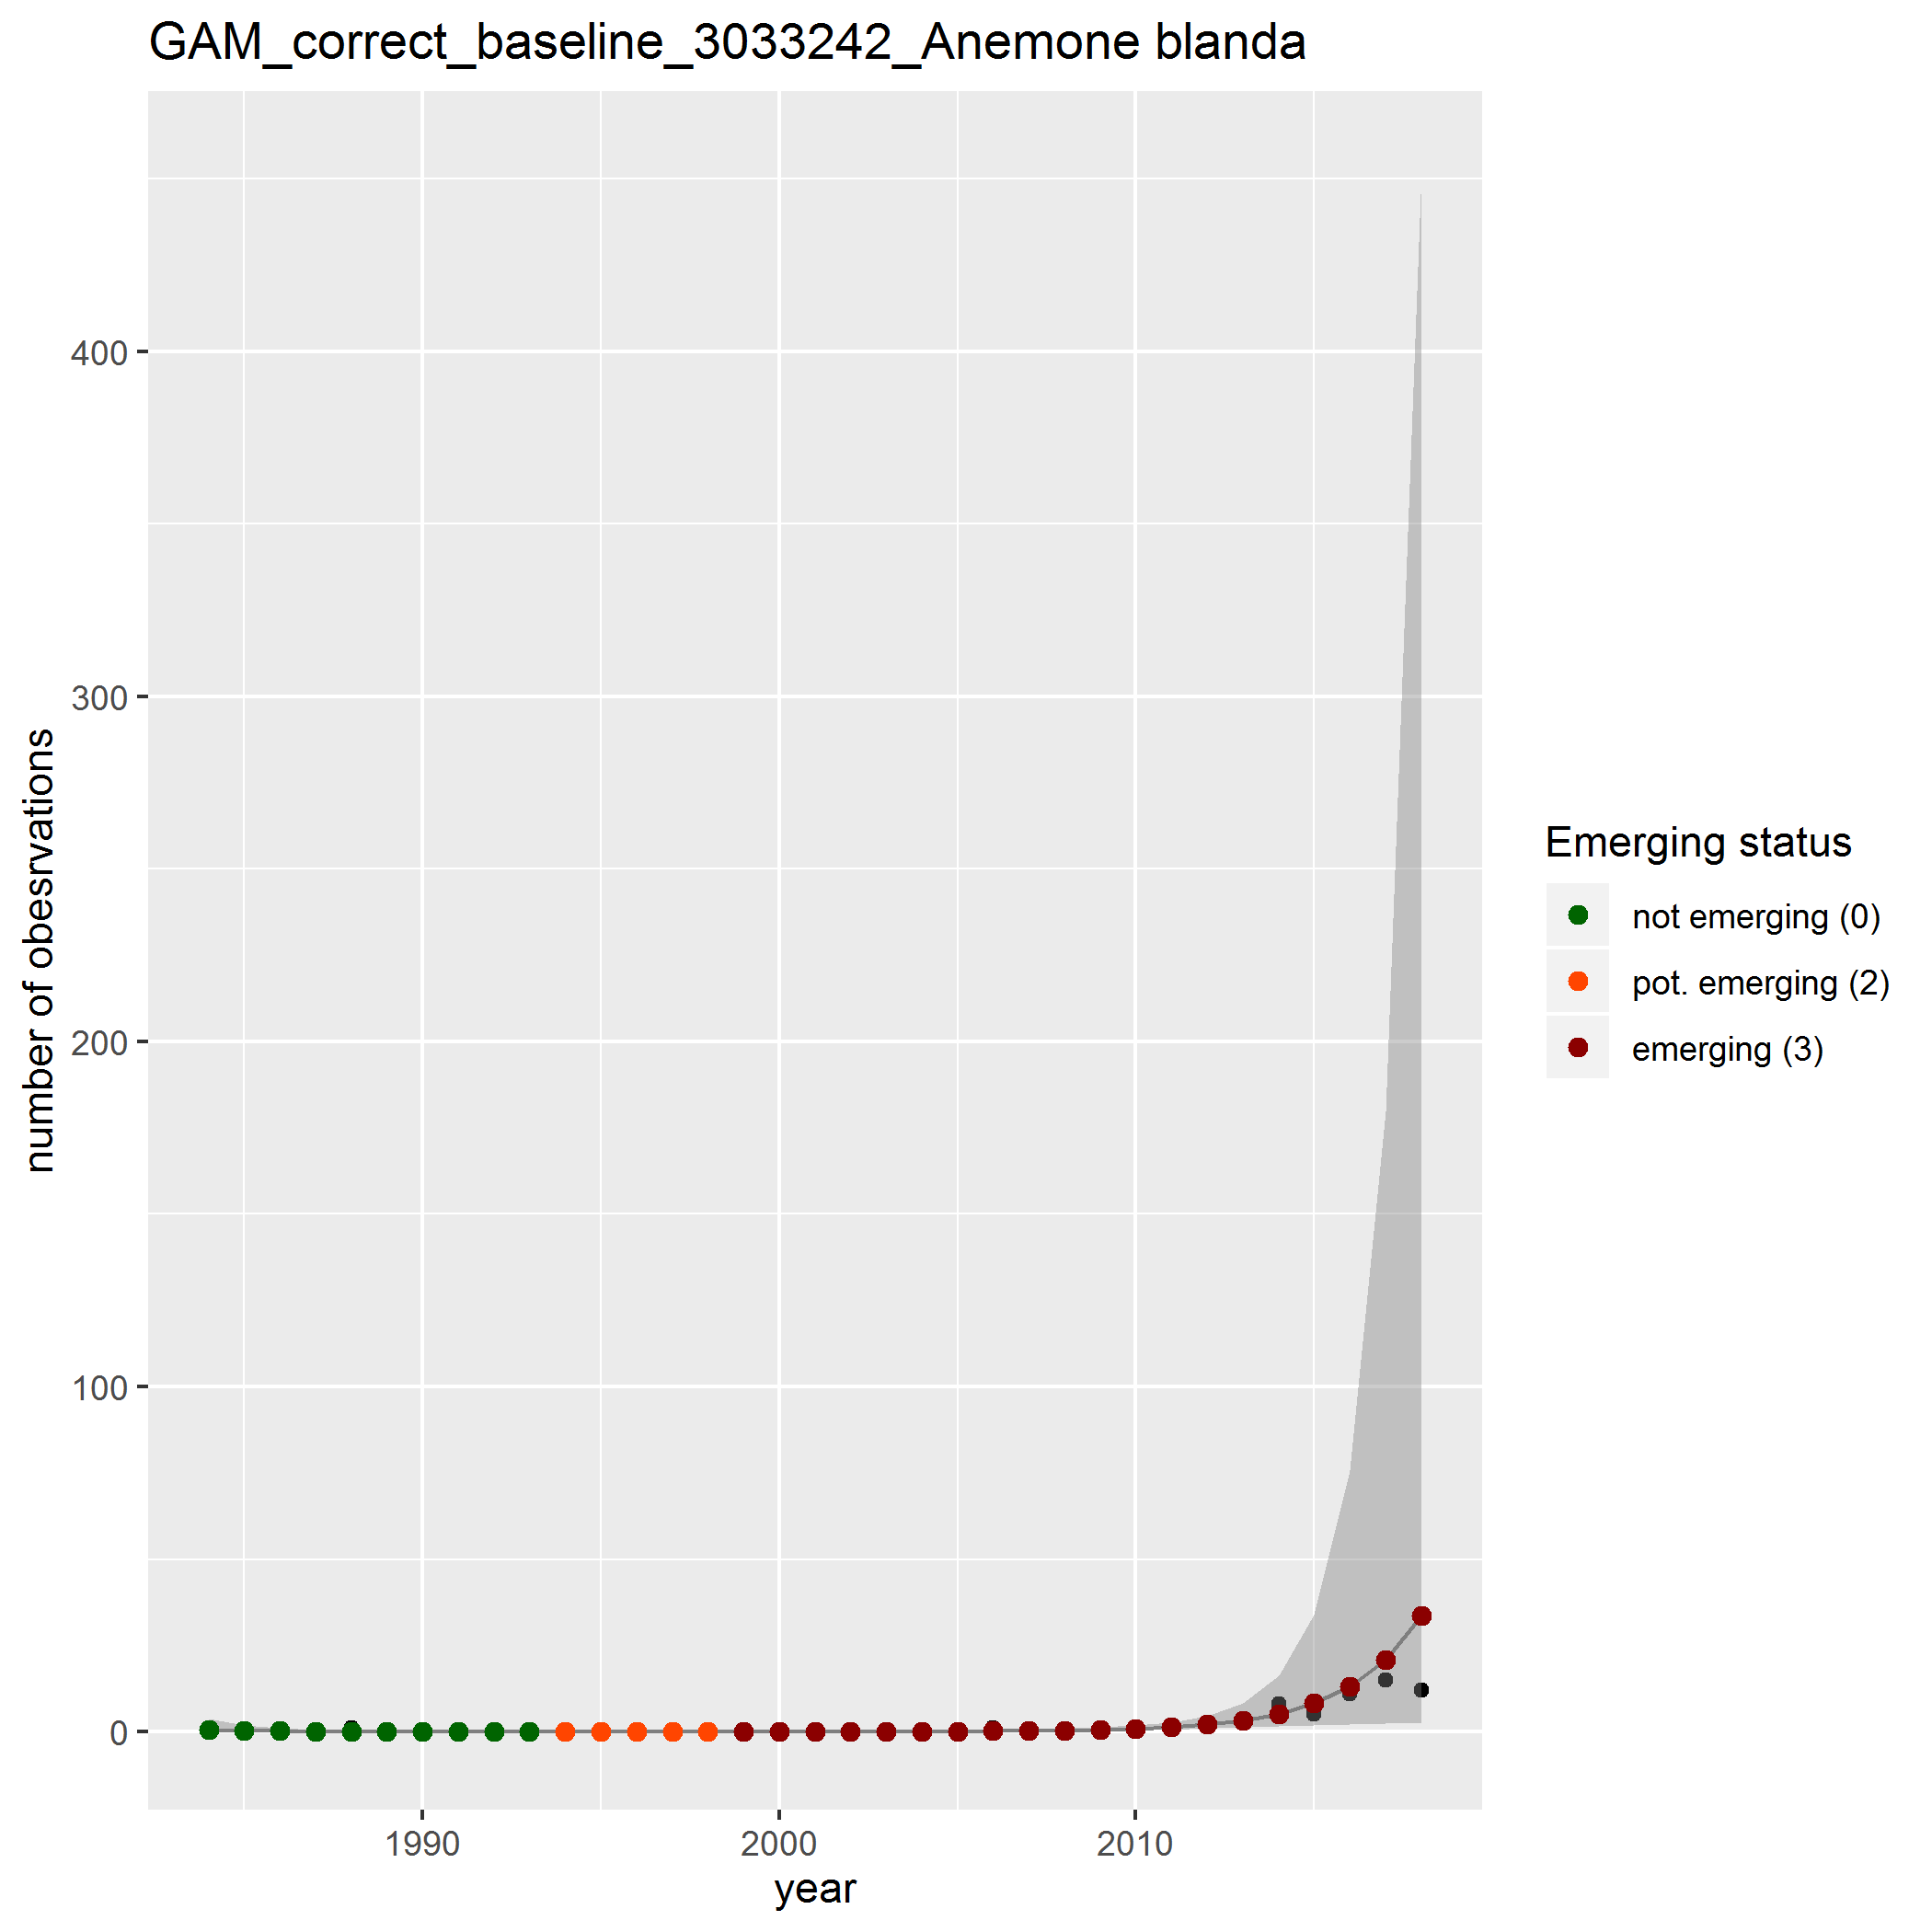 GAM_correct_baseline_3033242_Anemone blanda
number of obesrvations
400
300
200
100
0
1990
2000
2010
year
Emerging status
not emerging (0)
pot. emerging (2)
emerging (3)